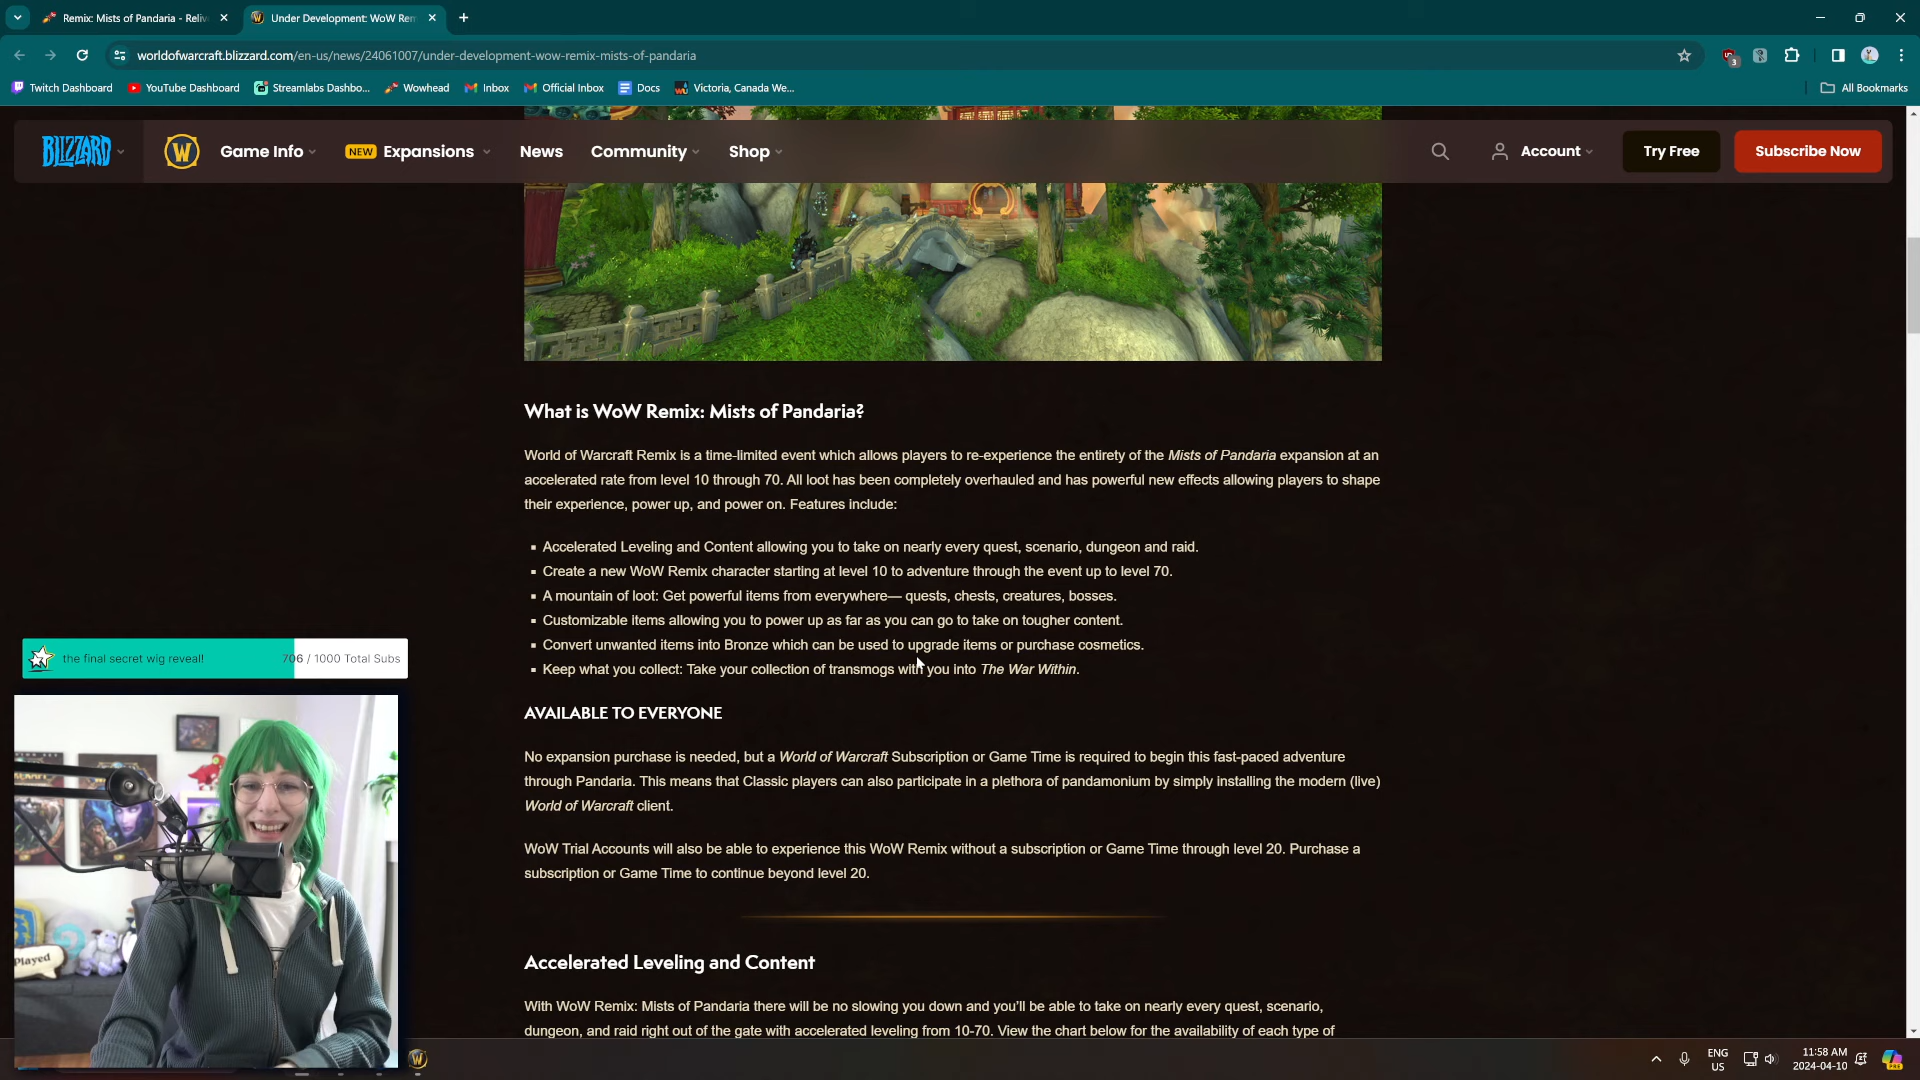 Remix: Mists of Pandaria - Reliv
Under Development: WoW Rem
worldofwarcraft.blizzard.com/en-us/news/24061007/under-development-wow-remix-mists-of-pandaria
3
Twitch Dashboard
YouTube Dashboard
Streamlabs Dashbo...
Wowhead
Inbox
Official Inbox
Docs
Victoria, Canada We...
All Bookmarks
BLIZZARD
W
Game Info
NEW
Expansions
News
Community
Shop
Account
Try Free
Subscribe Now
What is WoW Remix: Mists of Pandaria?
World of Warcraft Remix is a time-limited event which allows players to re-experience the entirety of the Mists of Pandaria expansion at an
accelerated rate from level 10 through 70. All loot has been completely overhauled and has powerful new effects allowing players to shape
their experience, power up, and power on. Features include:
▪ Accelerated Leveling and Content allowing you to take on nearly every quest, scenario, dungeon and raid.
▪ Create a new WoW Remix character starting at level 10 to adventure through the event up to level 70.
▪ A mountain of loot: Get powerful items from everywhere— quests, chests, creatures, bosses.
▪ Customizable items allowing you to power up as far as you can go to take on tougher content.
▪ Convert unwanted items into Bronze which can be used to upgrade items or purchase cosmetics.
▪ Keep what you collect: Take your collection of transmogs with you into The War Within.
AVAILABLE TO EVERYONE
No expansion purchase is needed, but a World of Warcraft Subscription or Game Time is required to begin this fast-paced adventure
through Pandaria. This means that Classic players can also participate in a plethora of pandamonium by simply installing the modern (live)
World of Warcraft client.
WoW Trial Accounts will also be able to experience this WoW Remix without a subscription or Game Time through level 20. Purchase a
subscription or Game Time to continue beyond level 20.
Accelerated Leveling and Content
With WoW Remix: Mists of Pandaria there will be no slowing you down and you'll be able to take on nearly every quest, scenario,
dungeon, and raid right out of the gate with accelerated leveling from 10-70. View the chart below for the availability of each type of
the final secret wig reveal!
706 / 1000 Total Subs
Played
W
ENG
US
11:58 AM
2024-04-10
PRE